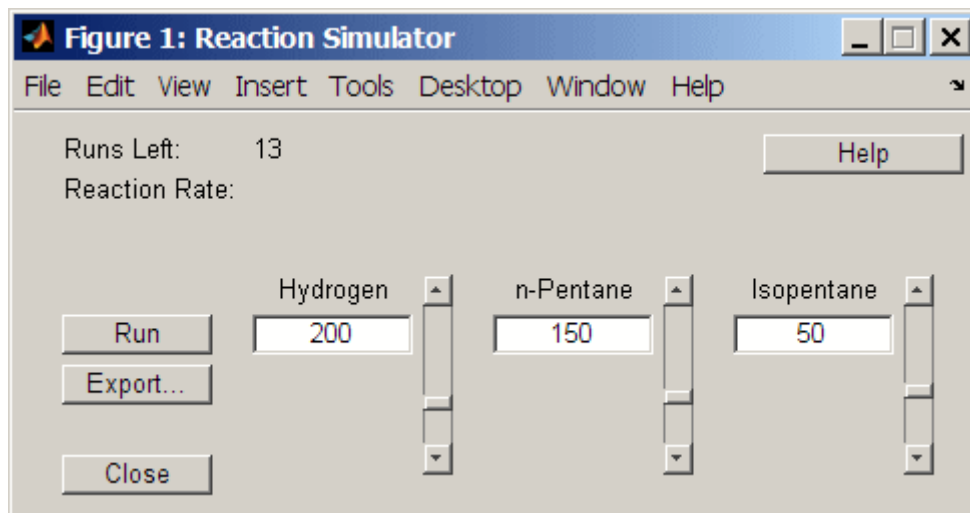 Figure 1: Reaction Simulator
File Edit View Insert Tools Desktop Window Help
Runs Left: 13
Help
Reaction Rate:
Hydrogen n-Pentane Isopentane
Run 200 150 50
Export...
Close